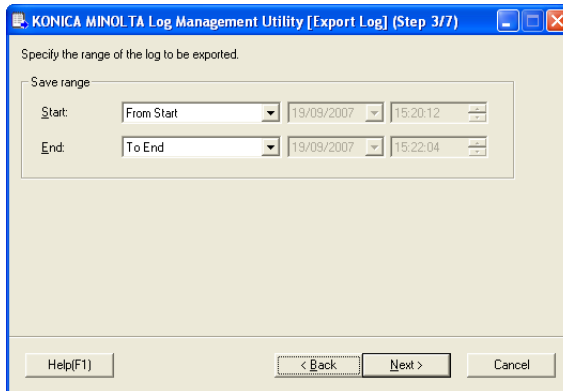 KONICA MINOLTA Log Management Utility [Export Log] (Step 3/7)
Specify the range of the log to be exported.
Save range
Start: From Start 19/09/2007 15:20:12
End: To End 19/09/2007 15:22:04
Help(F1) < Back Next > Cancel